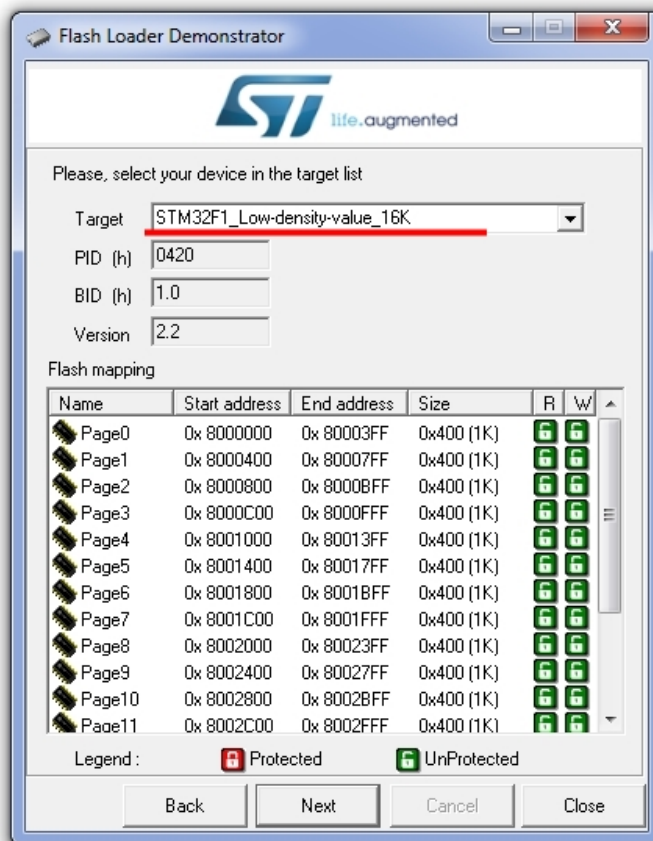 Flash Loader Demonstrator
ST life.augmented
Please, select your device in the target list
Target STM32F1_Low-density-value_16K
PID (h) 0420
BID (h) 1.0
Version 2.2
Flash mapping
Name Start address End address Size R W
Page0 0x 8000000 0x 80003FF 0x400 (1K)
Page1 0x 8000400 0x 80007FF 0x400 (1K)
Page2 0x 8000800 0x 8000BFF 0x400 (1K)
Page3 0x 8000C00 0x 8000FFF 0x400 (1K)
Page4 0x 8001000 0x 80013FF 0x400 (1K)
Page5 0x 8001400 0x 80017FF 0x400 (1K)
Page6 0x 8001800 0x 8001BFF 0x400 (1K)
Page7 0x 8001C00 0x 8001FFF 0x400 (1K)
Page8 0x 8002000 0x 80023FF 0x400 (1K)
Page9 0x 8002400 0x 80027FF 0x400 (1K)
Page10 0x 8002800 0x 8002BFF 0x400 (1K)
Page11 0x 8002C00 0x 8002FFF 0x400 (1K)
Legend : Protected UnProtected
Back Next Cancel Close